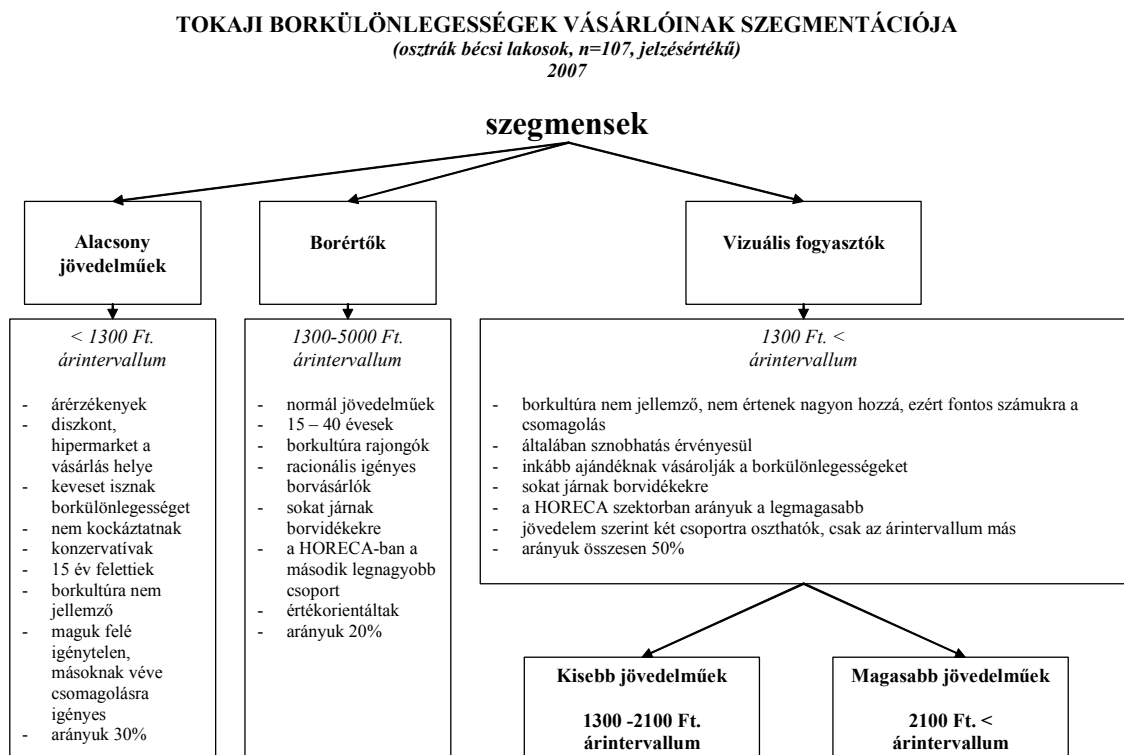 TOKAJI BORKÜLÖNLEGESSÉGEK VÁSÁRLÓINAK SZEGMENTÁCIÓJA
(osztrák bécsi lakosok, n=107, jelzésértékű)
2007
szegmensek
Alacsony
jövedelműek
Borértők
Vizuális fogyasztók
< 1300 Ft.
árintervallum
- árérzékenyek
- diszkont,
hipermarket a
vásárlás helye
- keveset isznak
borkülönlegességet
- nem kockáztatnak
- konzervatívak
- 15 év felettiek
- borkultúra nem
jellemző
- maguk felé
igénytelen,
másoknak véve
csomagolásra
igényes
- arányuk 30%
1300-5000 Ft.
árintervallum
- normál jövedelműek
- 15 – 40 évesek
- borkultúra rajongók
- racionális igényes
borvásárlók
- sokat járnak
borvidékekre
- a HORECA-ban a
második legnagyobb
csoport
- értékorientáltak
- arányuk 20%
1300 Ft. <
árintervallum
- borkultúra nem jellemző, nem értenek nagyon hozzá, ezért fontos számukra a
csomagolás
- általában sznobhatás érvényesül
- inkább ajándéknak vásárolják a borkülönlegességeket
- sokat járnak borvidékekre
- a HORECA szektorban arányuk a legmagasabb
- jövedelem szerint két csoportra oszthatók, csak az árintervallum más
- arányuk összesen 50%
Kisebb jövedelműek
1300 -2100 Ft.
árintervallum
Magasabb jövedelműek
2100 Ft. <
árintervallum